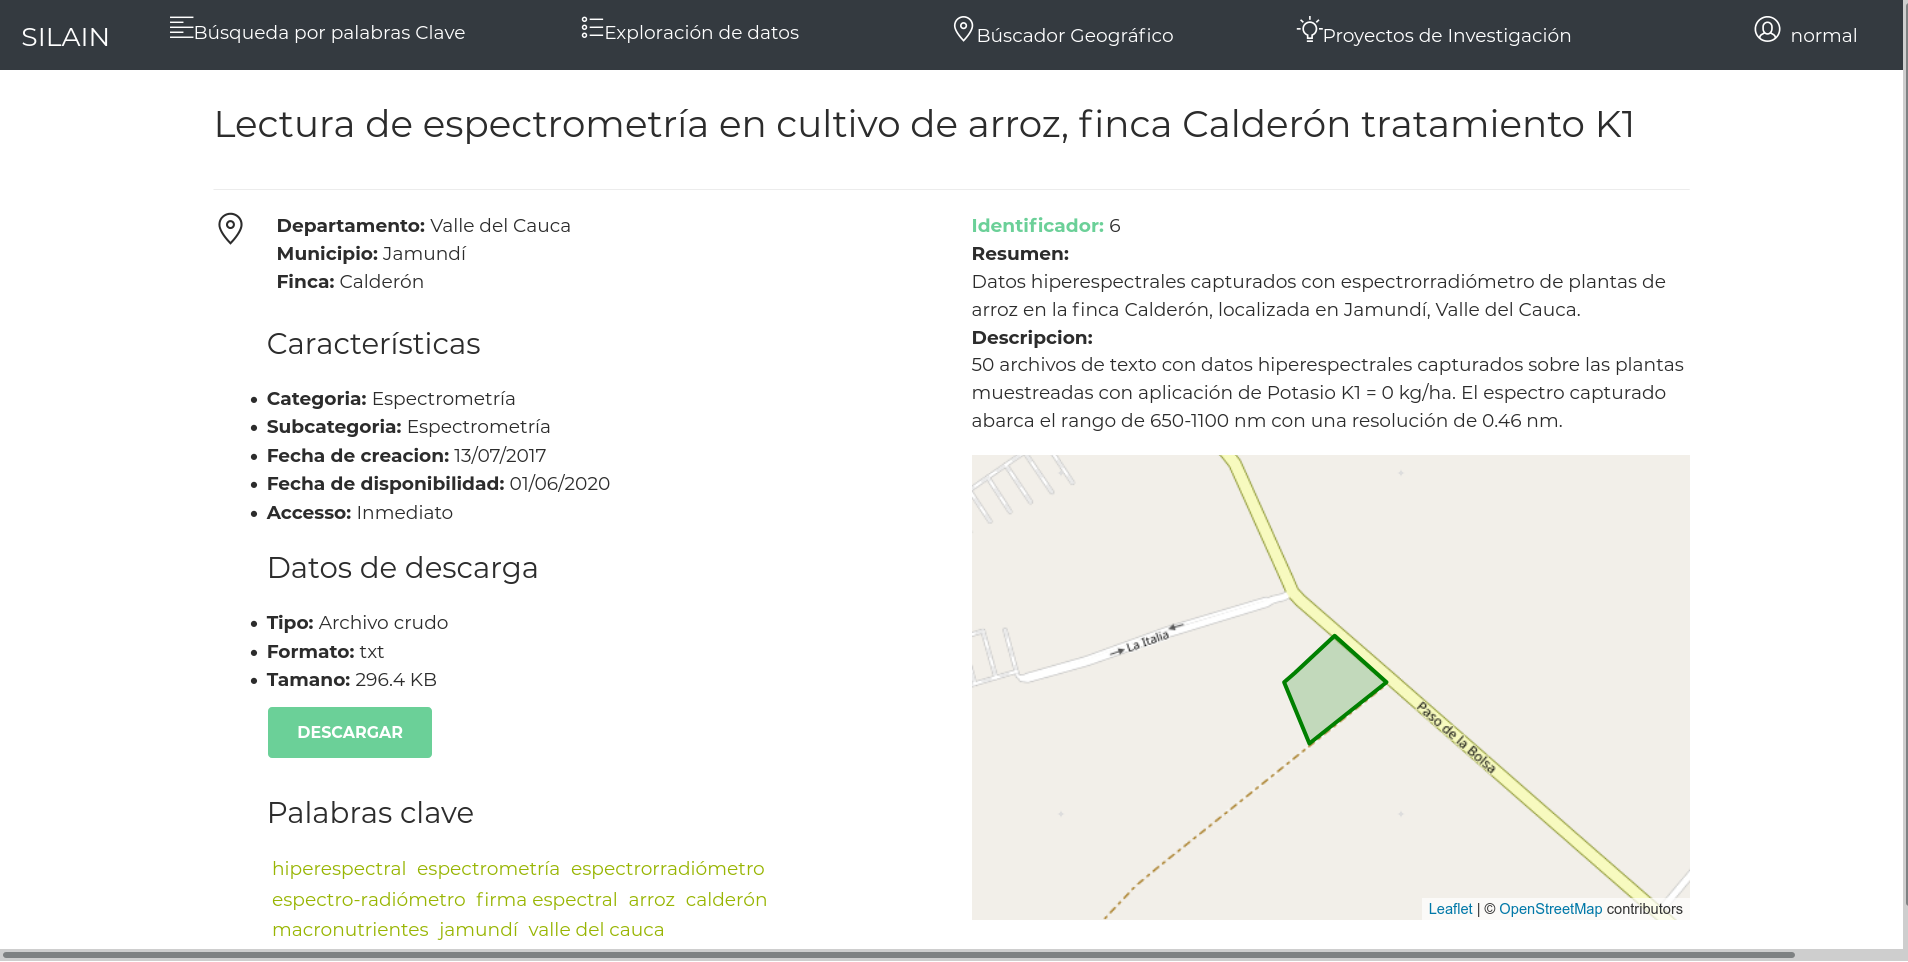 SILAIN
Búsqueda por palabras Clave
Exploración de datos
Búscador Geográfico
Proyectos de Investigación
normal
Lectura de espectrometría en cultivo de arroz, finca Calderón tratamiento K1
Departamento: Valle del Cauca
Municipio: Jamundí
Finca: Calderón
Características
Categoria: Espectrometría
Subcategoria: Espectrometría
Fecha de creacion: 13/07/2017
Fecha de disponibilidad: 01/06/2020
Accesso: Inmediato
Datos de descarga
Tipo: Archivo crudo
Formato: txt
Tamano: 296.4 KB
DESCARGAR
Palabras clave
hiperespectral espectrometría espectrorradiómetro
espectro-radiómetro firma espectral arroz calderón
macronutrientes jamundí valle del cauca
Identificador: 6
Resumen:
Datos hiperespectrales capturados con espectrorradiómetro de plantas de
arroz en la finca Calderón, localizada en Jamundí, Valle del Cauca.
Descripcion:
50 archivos de texto con datos hiperespectrales capturados sobre las plantas
muestreadas con aplicación de Potasio K1 = 0 kg/ha. El espectro capturado
abarca el rango de 650-1100 nm con una resolución de 0.46 nm.
La Italia
Paso de la Bolsa
Leaflet | © OpenStreetMap contributors